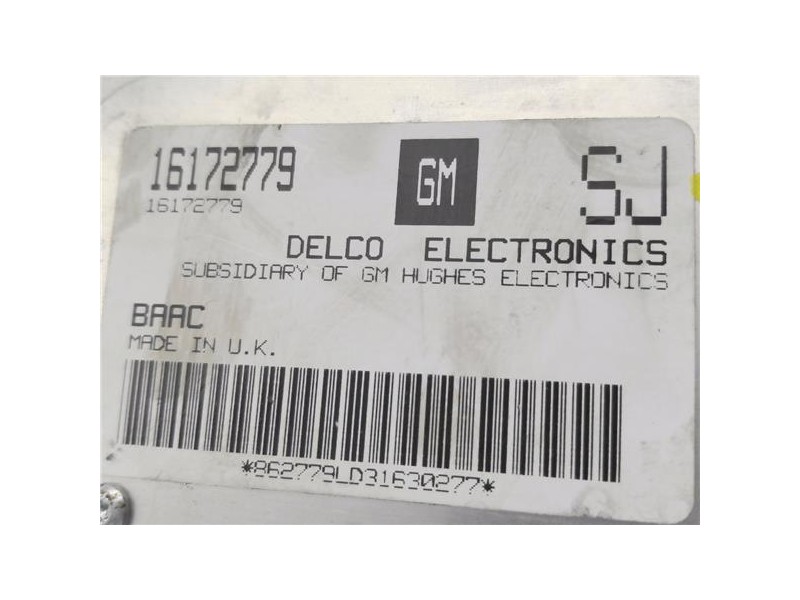 16172779
GM
SJ
16172779
DELCO ELECTRONICS
SUBSIDIARY OF GM HUGHES ELECTRONICS
BAAC
MADE IN U.K.
*862779LD31630277*